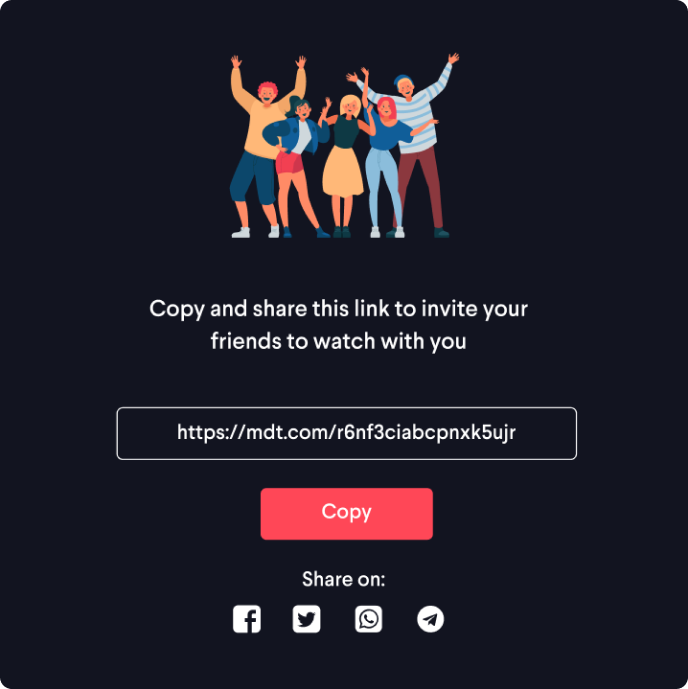 Copy and share this link to invite your
friends to watch with you
https://mdt.com/r6nf3ciabcpnxk5ujr
Copy
Share on: